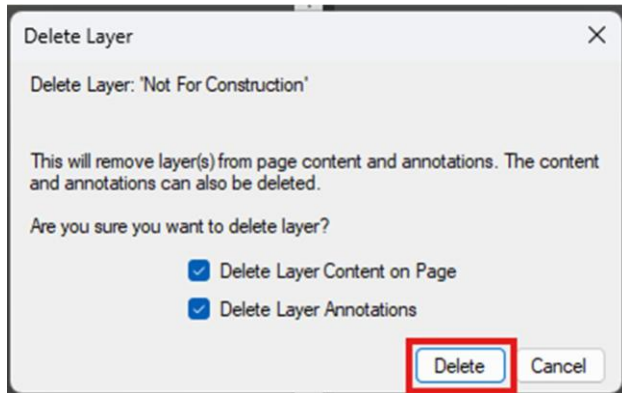 Delete Layer
Delete Layer: 'Not For Construction'
This will remove layer(s) from page content and annotations. The content
and annotations can also be deleted.
Are you sure you want to delete layer?
Delete Layer Content on Page
Delete Layer Annotations
Delete Cancel